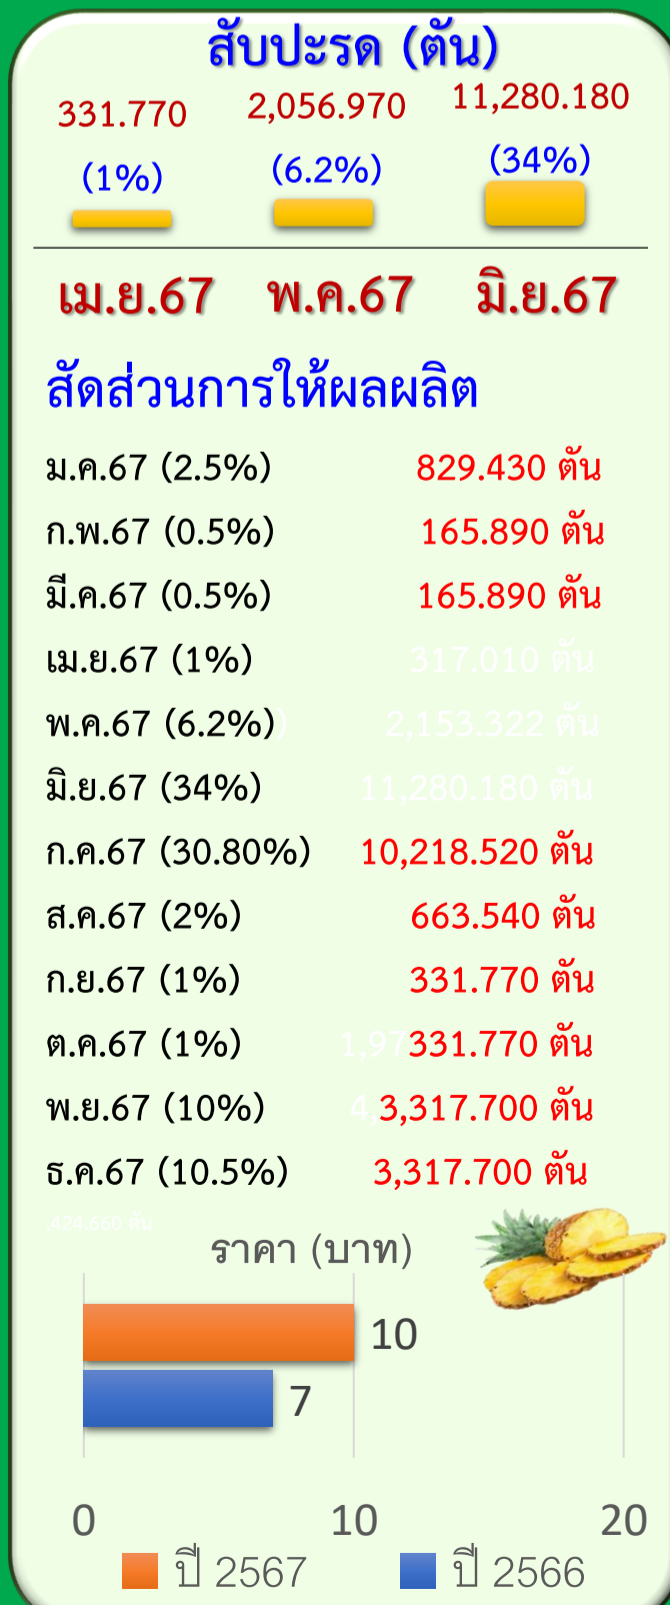 สับปะรด (ตัน)
331.770 2,056.970 11,280.180
(1%) (6.2%) (34%)
เม.ย.67 พ.ค.67 มิ.ย.67
สัดส่วนการให้ผลผลิต
ม.ค.67 (2.5%) 829.430 ตัน
ก.พ.67 (0.5%) 165.890 ตัน
มี.ค.67 (0.5%) 165.890 ตัน
เม.ย.67 (1%) 317.010 ตัน
พ.ค.67 (6.2%)) 2,153.322 ตัน
มิ.ย.67 (34%) 11,280.180 ตัน
ก.ค.67 (30.80%) 10,218.520 ตัน
ส.ค.67 (2%) 663.540 ตัน
ก.ย.67 (1%) 331.770 ตัน
ต.ค.67 (1%) 331.770 ตัน
พ.ย.67 (10%) 3,317.700 ตัน
ธ.ค.67 (10.5%) 3,317.700 ตัน
.424.660 ตัน
ราคา (บาท)
10
7
0 10 20
ปี 2567 ปี 2566